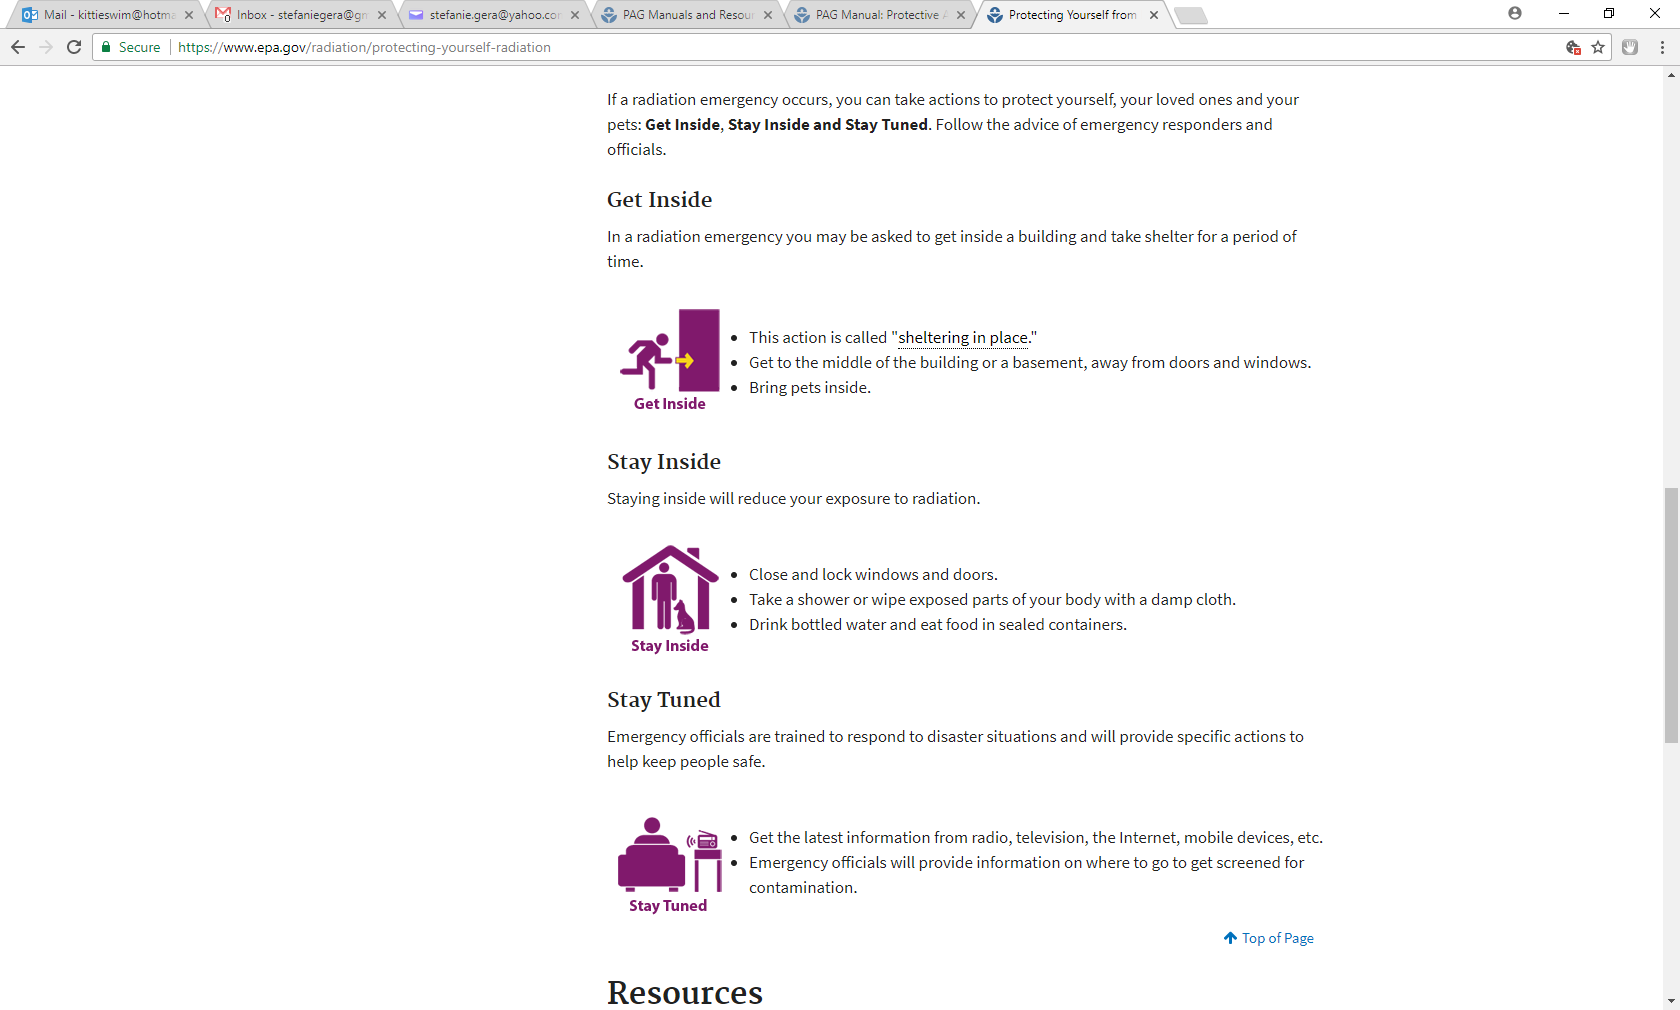 Mail - kittieswim@hotma
Inbox - stefaniegera@gm
stefanie.gera@yahoo.com
PAG Manuals and Resour
PAG Manual: Protective A
Protecting Yourself from
Secure
https://www.epa.gov/radiation/protecting-yourself-radiation
If a radiation emergency occurs, you can take actions to protect yourself, your loved ones and your
pets: Get Inside, Stay Inside and Stay Tuned. Follow the advice of emergency responders and
officials.
Get Inside
In a radiation emergency you may be asked to get inside a building and take shelter for a period of
time.
• This action is called "sheltering in place."
• Get to the middle of the building or a basement, away from doors and windows.
• Bring pets inside.
Get Inside
Stay Inside
Staying inside will reduce your exposure to radiation.
• Close and lock windows and doors.
• Take a shower or wipe exposed parts of your body with a damp cloth.
• Drink bottled water and eat food in sealed containers.
Stay Inside
Stay Tuned
Emergency officials are trained to respond to disaster situations and will provide specific actions to
help keep people safe.
• Get the latest information from radio, television, the Internet, mobile devices, etc.
• Emergency officials will provide information on where to go to get screened for
contamination.
Stay Tuned
Top of Page
Resources